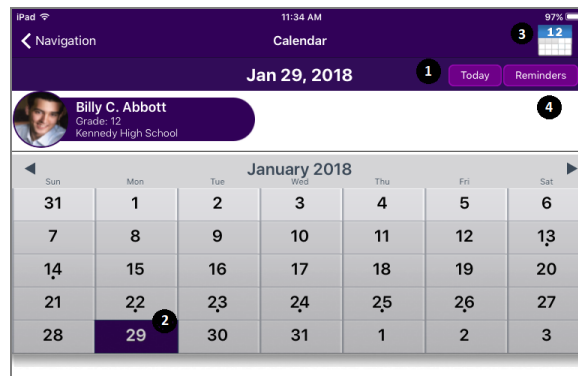 iPad 11:34 AM 97%
Navigation Calendar 3 12
Jan 29, 2018 1 Today Reminders
4
Billy C. Abbott
Grade: 12
Kennedy High School
January 2018
Sun Mon Tue Wed Thu Fri Sat
31 1 2 3 4 5 6
7 8 9 10 11 12 13
14 15 16 17 18 19 20
21 22 23 24 25 26 27
2
28 29 30 31 1 2 3